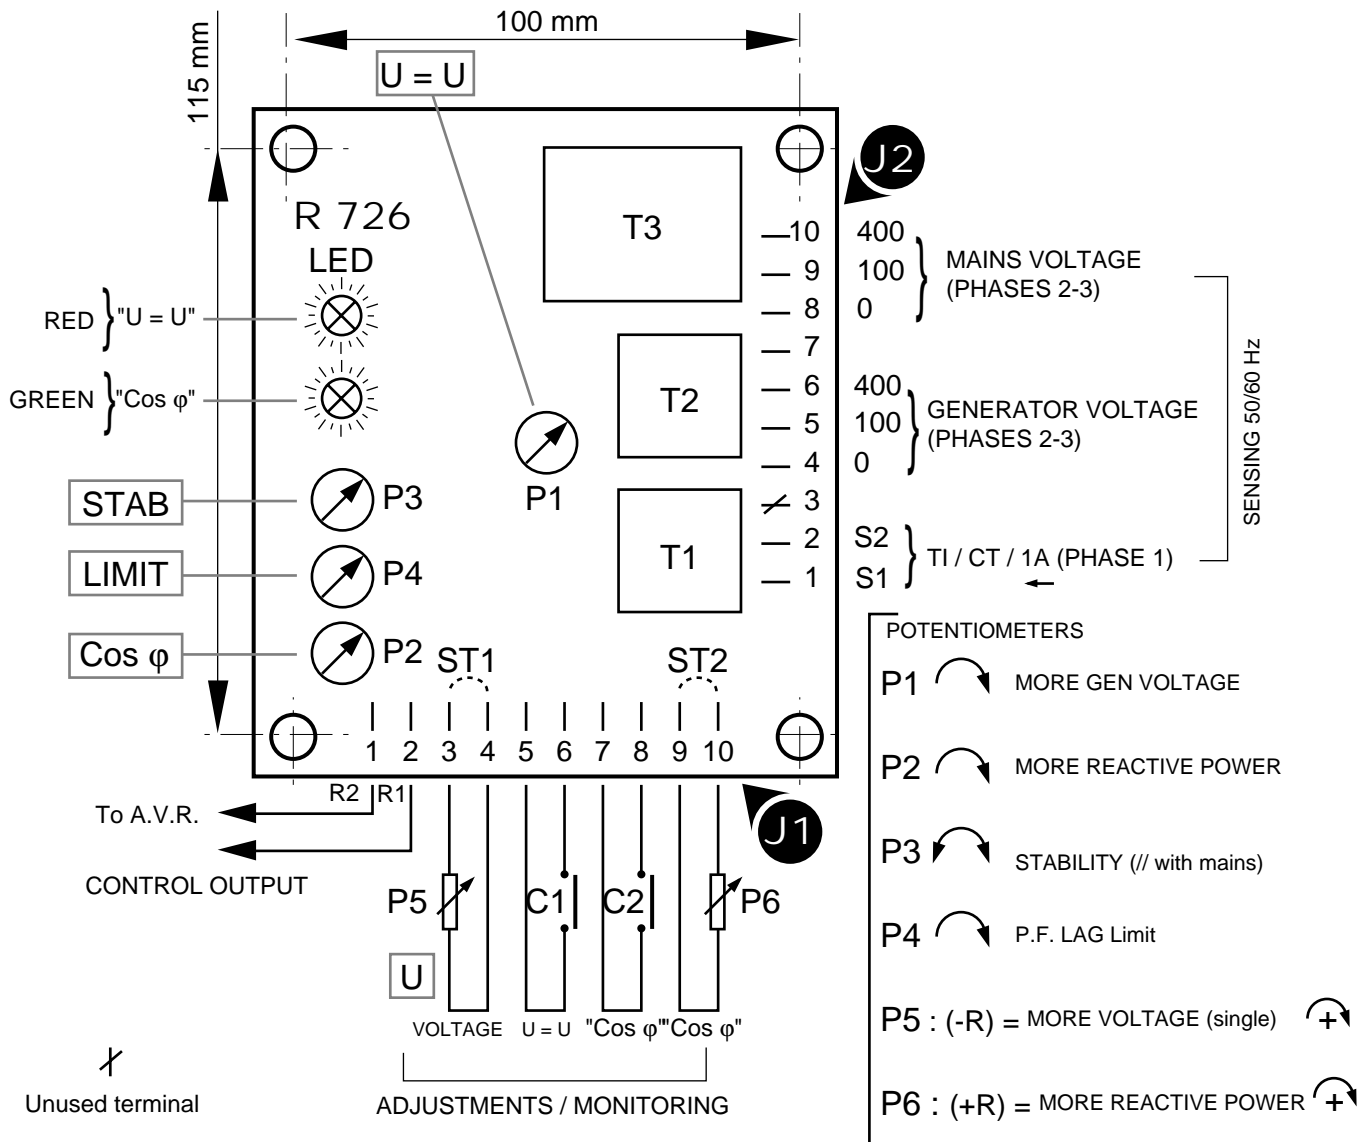 100 mm
115 mm
U = U
J2
R 726
LED
T3
10 400
9 100
8 0
MAINS VOLTAGE
(PHASES 2-3)
RED } "U = U"
7
GREEN } "Cos φ"
T2
6 400
5 100
4 0
GENERATOR VOLTAGE
(PHASES 2-3)
SENSING 50/60 Hz
P1
STAB P3
3
LIMIT P4
T1
2 S2
1 S1
TI / CT / 1A (PHASE 1)
Cos φ P2
ST1 ST2
1 2 3 4 5 6 7 8 9 10
R2 R1
J1
To A.V.R.
CONTROL OUTPUT
P5 C1 C2 P6
U
VOLTAGE U = U "Cos φ" "Cos φ"
ADJUSTMENTS / MONITORING
Unused terminal
POTENTIOMETERS
P1 MORE GEN VOLTAGE
P2 MORE REACTIVE POWER
P3 STABILITY (// with mains)
P4 P.F. LAG Limit
P5 : (-R) = MORE VOLTAGE (single) +
P6 : (+R) = MORE REACTIVE POWER +